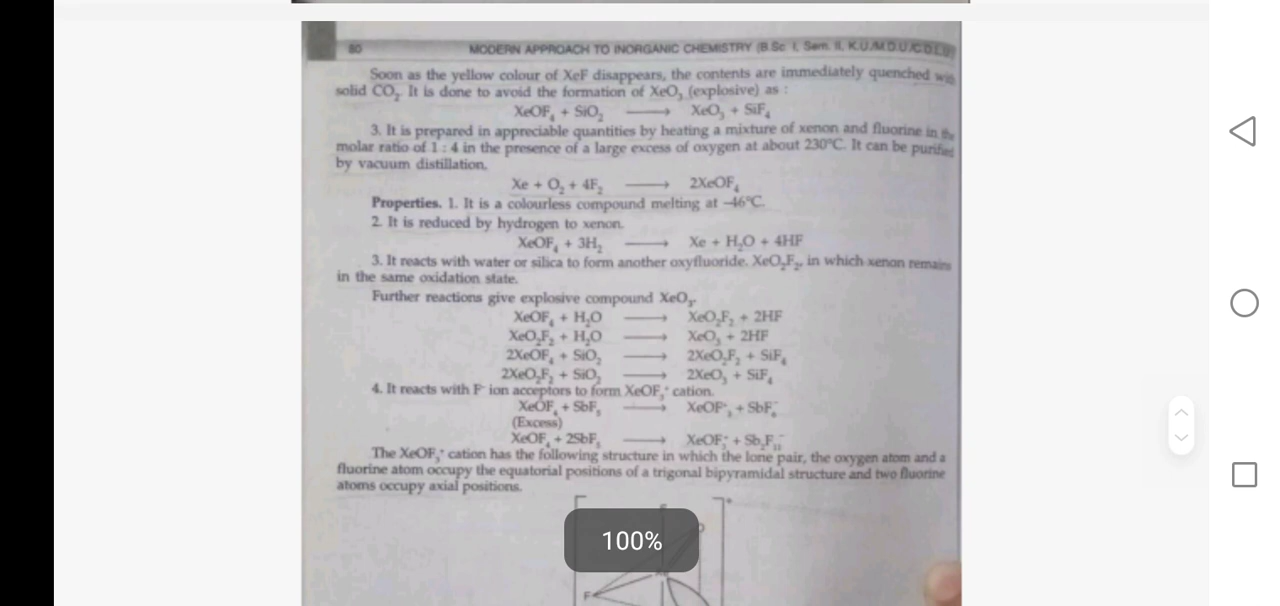 80 MODERN APPROACH TO INORGANIC CHEMISTRY (B.Sc. I, Sem. II, K.U./M.D.U./C.D.L.U)
Soon as the yellow colour of XeF disappears, the contents are immediately quenched with
solid CO₂. It is done to avoid the formation of XeO₃ (explosive) as :
XeOF₄ + SiO₂ ⟶ XeO₃ + SiF₄
3. It is prepared in appreciable quantities by heating a mixture of xenon and fluorine in the
molar ratio of 1 : 4 in the presence of a large excess of oxygen at about 230°C. It can be purified
by vacuum distillation.
Xe + O₂ + 4F₂ ⟶ 2XeOF₄
Properties. 1. It is a colourless compound melting at –46°C.
2. It is reduced by hydrogen to xenon.
XeOF₄ + 3H₂ ⟶ Xe + H₂O + 4HF
3. It reacts with water or silica to form another oxyfluoride. XeO₂F₂, in which xenon remains
in the same oxidation state.
Further reactions give explosive compound XeO₃.
XeOF₄ + H₂O ⟶ XeO₂F₂ + 2HF
XeO₂F₂ + H₂O ⟶ XeO₃ + 2HF
2XeOF₄ + SiO₂ ⟶ 2XeO₂F₂ + SiF₄
2XeO₂F₂ + SiO₂ ⟶ 2XeO₃ + SiF₄
4. It reacts with F⁻ ion acceptors to form XeOF₃⁺ cation.
XeOF₄ + SbF₅ ⟶ XeOF⁺₃ + SbF₆⁻
(Excess)
XeOF₄ + 2SbF₅ ⟶ XeOF₃⁺ + Sb₂F₁₁⁻
The XeOF₃⁺ cation has the following structure in which the lone pair, the oxygen atom and a
fluorine atom occupy the equatorial positions of a trigonal bipyramidal structure and two fluorine
atoms occupy axial positions.
100%
F